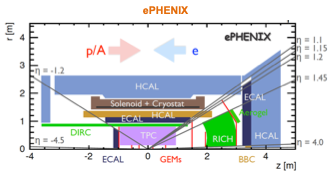 ePHENIX
r [m]
4
3
2
1
0
p/A
e
ePHENIX
η = 1.1
η = 1.15
η = 1.2
η = 1.45
η = -1.2
HCAL
Solenoid + Cryostat
HCAL
ECAL
TPC
DIRC
η = -4.5
ECAL
Aerogel
RICH
HCAL
η = 4.0
-4
-2
0
2
4
ECAL
GEMs
BBC
z [m]